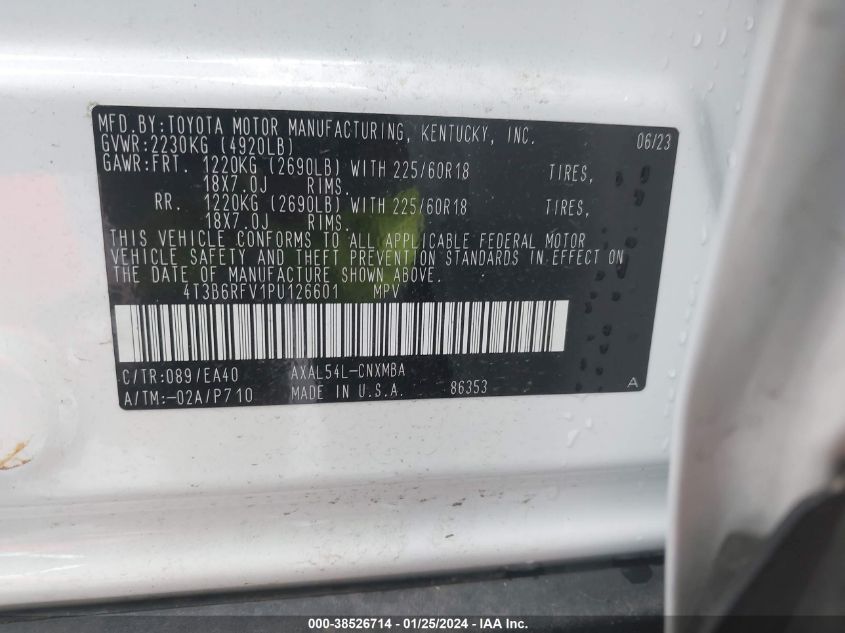 MFD.BY:TOYOTA MOTOR MANUFACTURING, KENTUCKY, INC. 06/23
GVWR:2230KG (4920LB)
GAWR:FRT. 1220KG (2690LB) WITH 225/60R18 TIRES,
18X7.0J RIMS.
RR. 1220KG (2690LB) WITH 225/60R18 TIRES,
18X7.0J RIMS.
THIS VEHICLE CONFORMS TO ALL APPLICABLE FEDERAL MOTOR
VEHICLE SAFETY AND THEFT PREVENTION STANDARDS IN EFFECT ON
THE DATE OF MANUFACTURE SHOWN ABOVE.
4T3B6RFV1PU126601 MPV
C/TR:089/EA40 AXAL54L-CNXMBA
A/TM:-02A/P710 MADE IN U.S.A. 86353 A
000-38526714 - 01/25/2024 - IAA Inc.